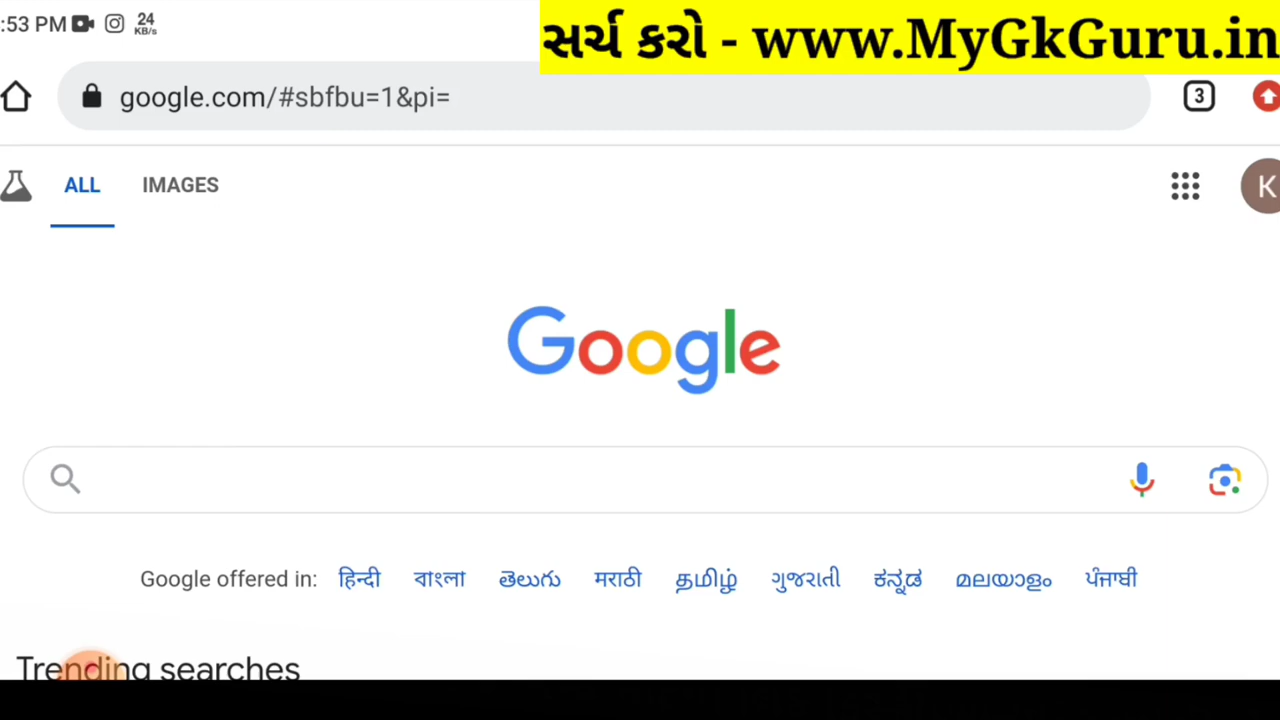 :53 PM 24 KB/s
સર્ચ કરો - www.MyGkGuru.in
google.com/#sbfbu=1&pi=
3
ALL IMAGES
K
Google
Google offered in: हिन्दी বাংলা తెలుగు मराठी தமிழ் ગુજરાતી ಕನ್ನಡ മലയാളം ਪੰਜਾਬੀ
Trending searches